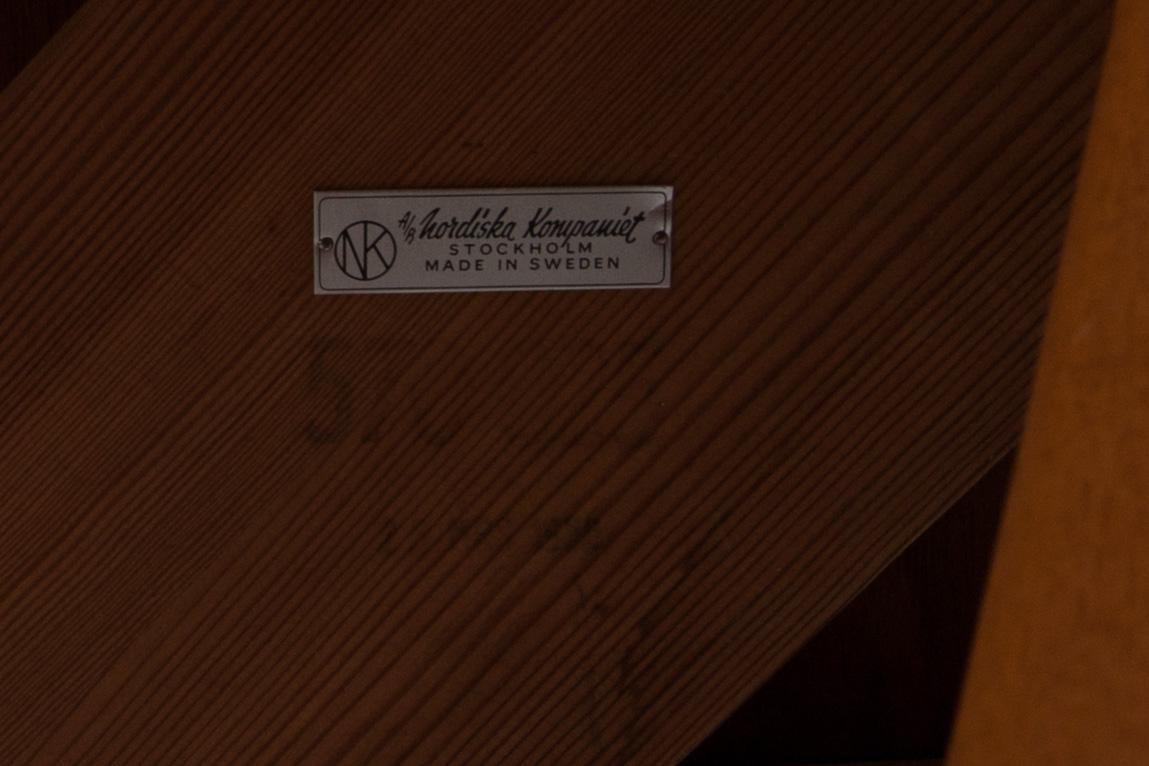 NK A/B Nordiska Kompaniet
STOCKHOLM
MADE IN SWEDEN